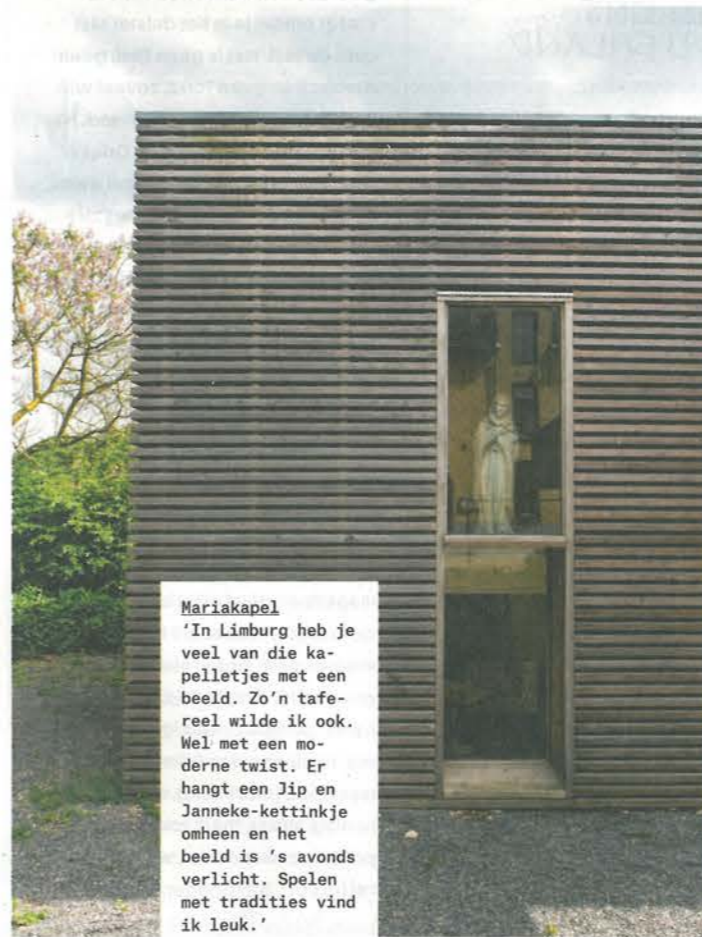 Mariakapel
‘In Limburg heb je
veel van die ka-
pelletjes met een
beeld. Zo’n tafe-
reel wilde ik ook.
Wel met een mo-
derne twist. Er
hangt een Jip en
Janneke-kettinkje
omheen en het
beeld is ’s avonds
verlicht. Spelen
met tradities vind
ik leuk.’